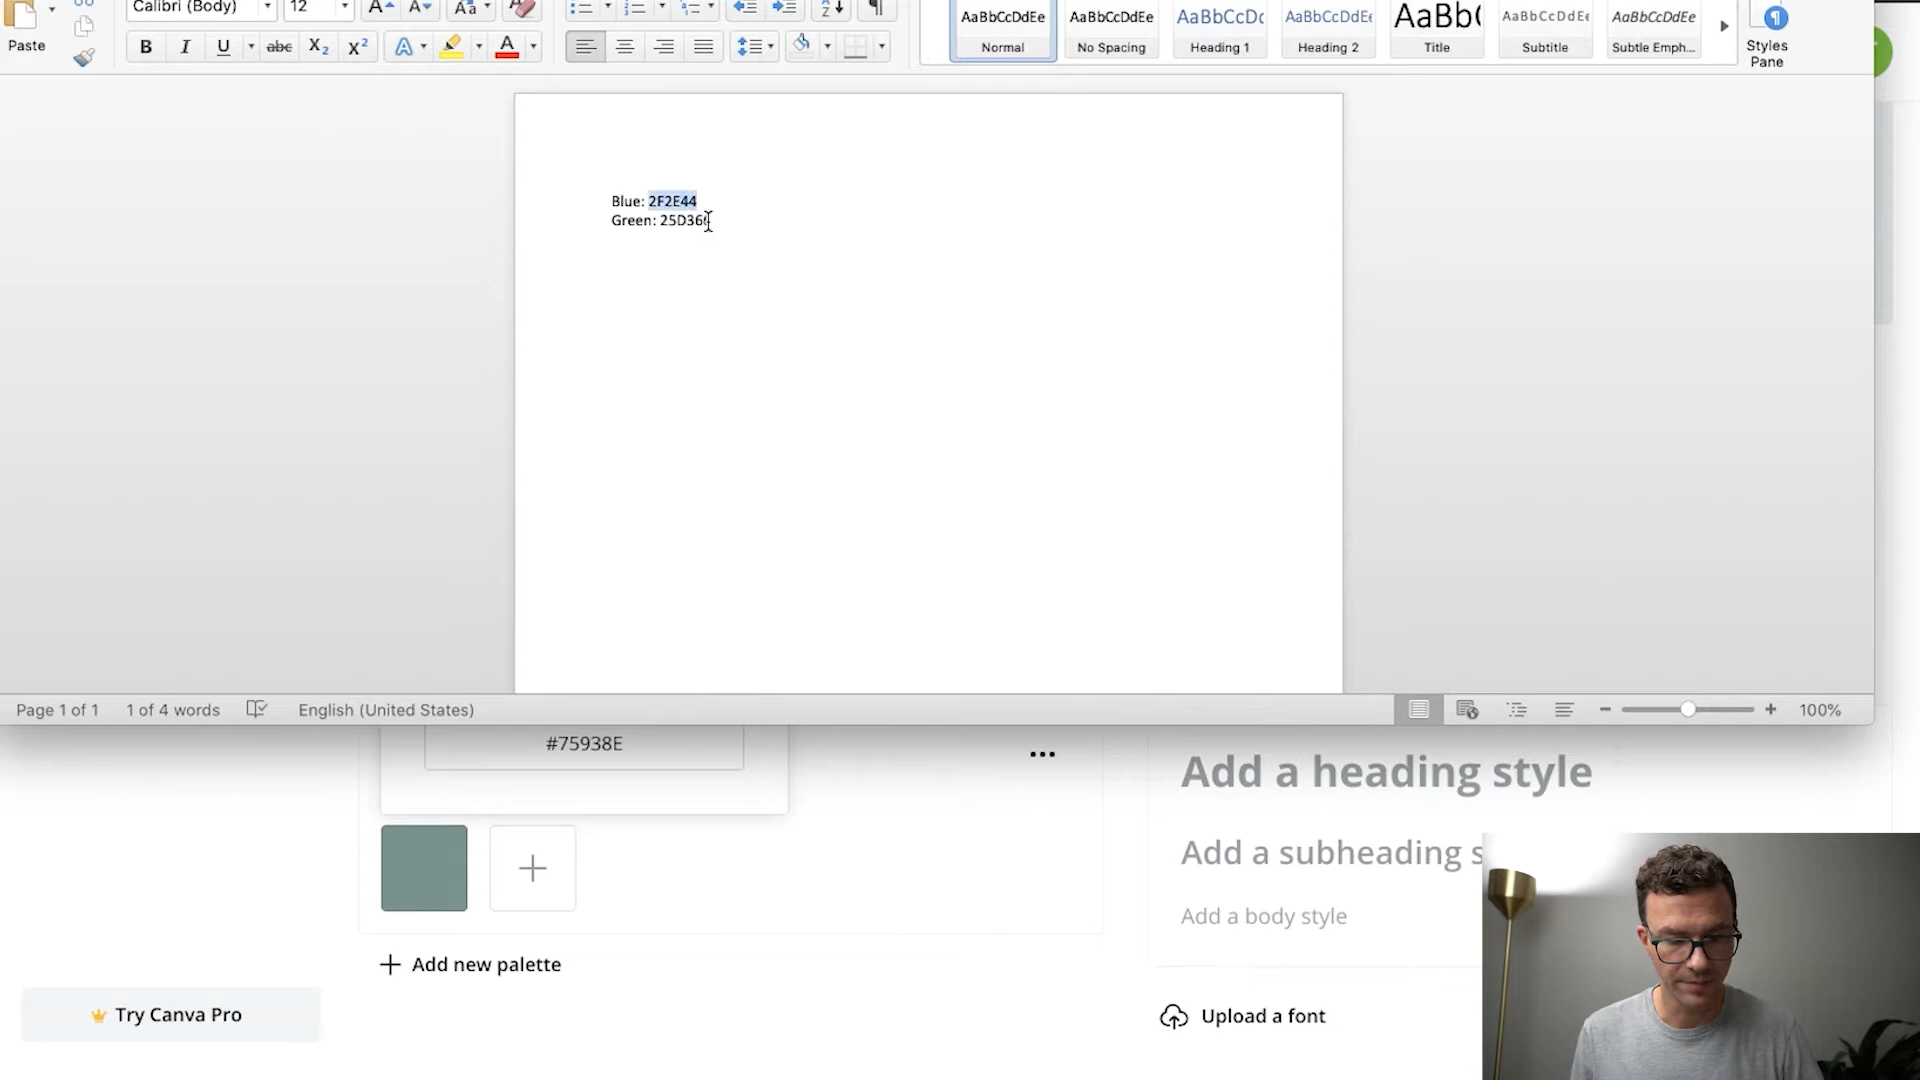 Calibri (Body) 12
Paste
AaBbCcDdEe AaBbCcDdEe AaBbCcDc AaBbCcDdEe AaBb( AaBbCcDdEe AaBbCcDdEe
Normal No Spacing Heading 1 Heading 2 Title Subtitle Subtle Emph... Styles Pane
Blue: 2F2E44
Green: 25D36
Page 1 of 1 1 of 4 words English (United States) 100%
#75938E
Add a heading style
Add a subheading s
Add a body style
Add new palette
Try Canva Pro
Upload a font